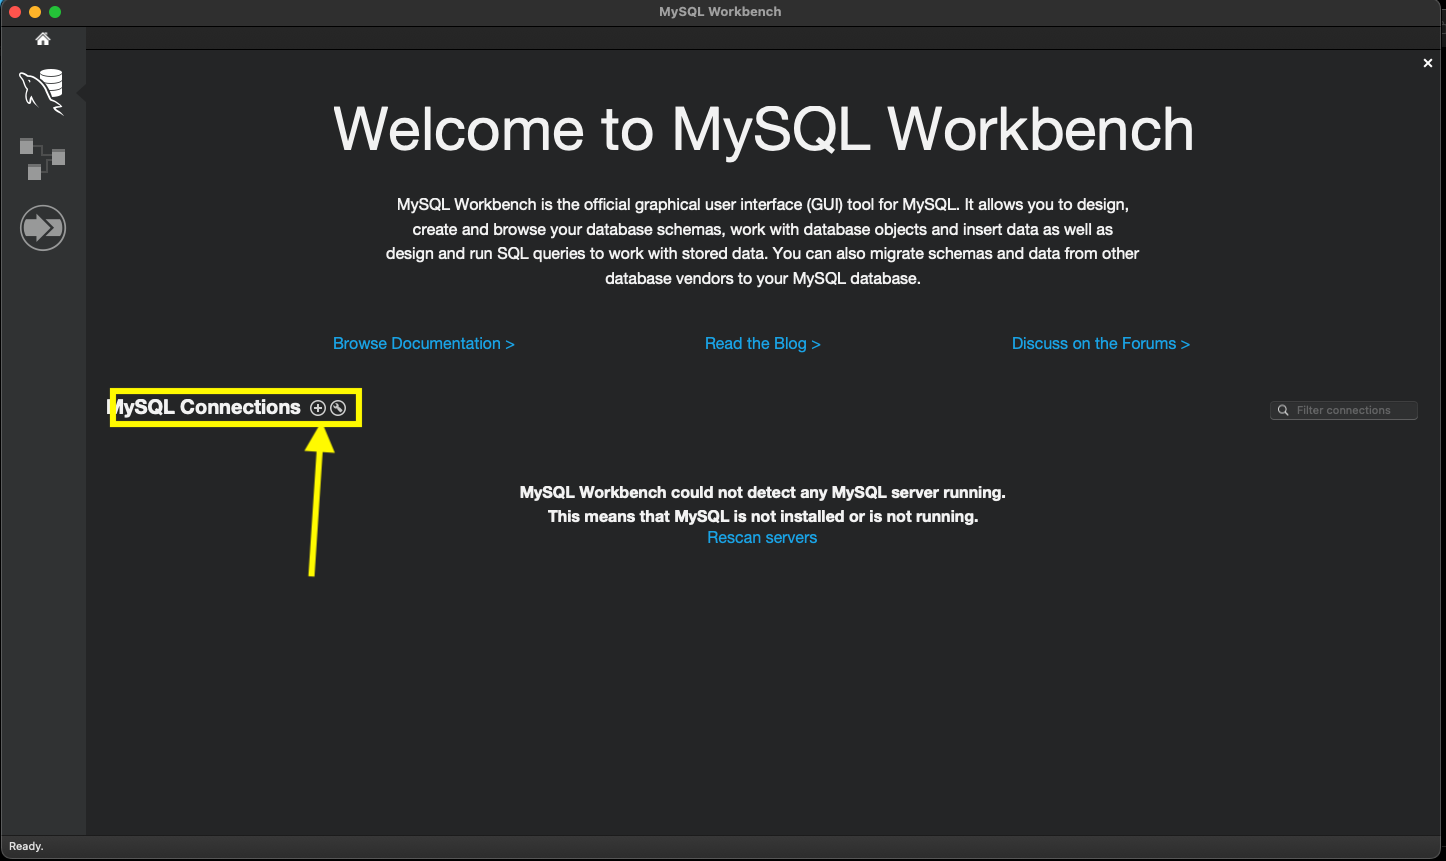 MySQL Workbench
Welcome to MySQL Workbench
MySQL Workbench is the official graphical user interface (GUI) tool for MySQL. It allows you to design,
create and browse your database schemas, work with database objects and insert data as well as
design and run SQL queries to work with stored data. You can also migrate schemas and data from other
database vendors to your MySQL database.
Browse Documentation >
Read the Blog >
Discuss on the Forums >
MySQL Connections
Filter connections
MySQL Workbench could not detect any MySQL server running.
This means that MySQL is not installed or is not running.
Rescan servers
Ready.